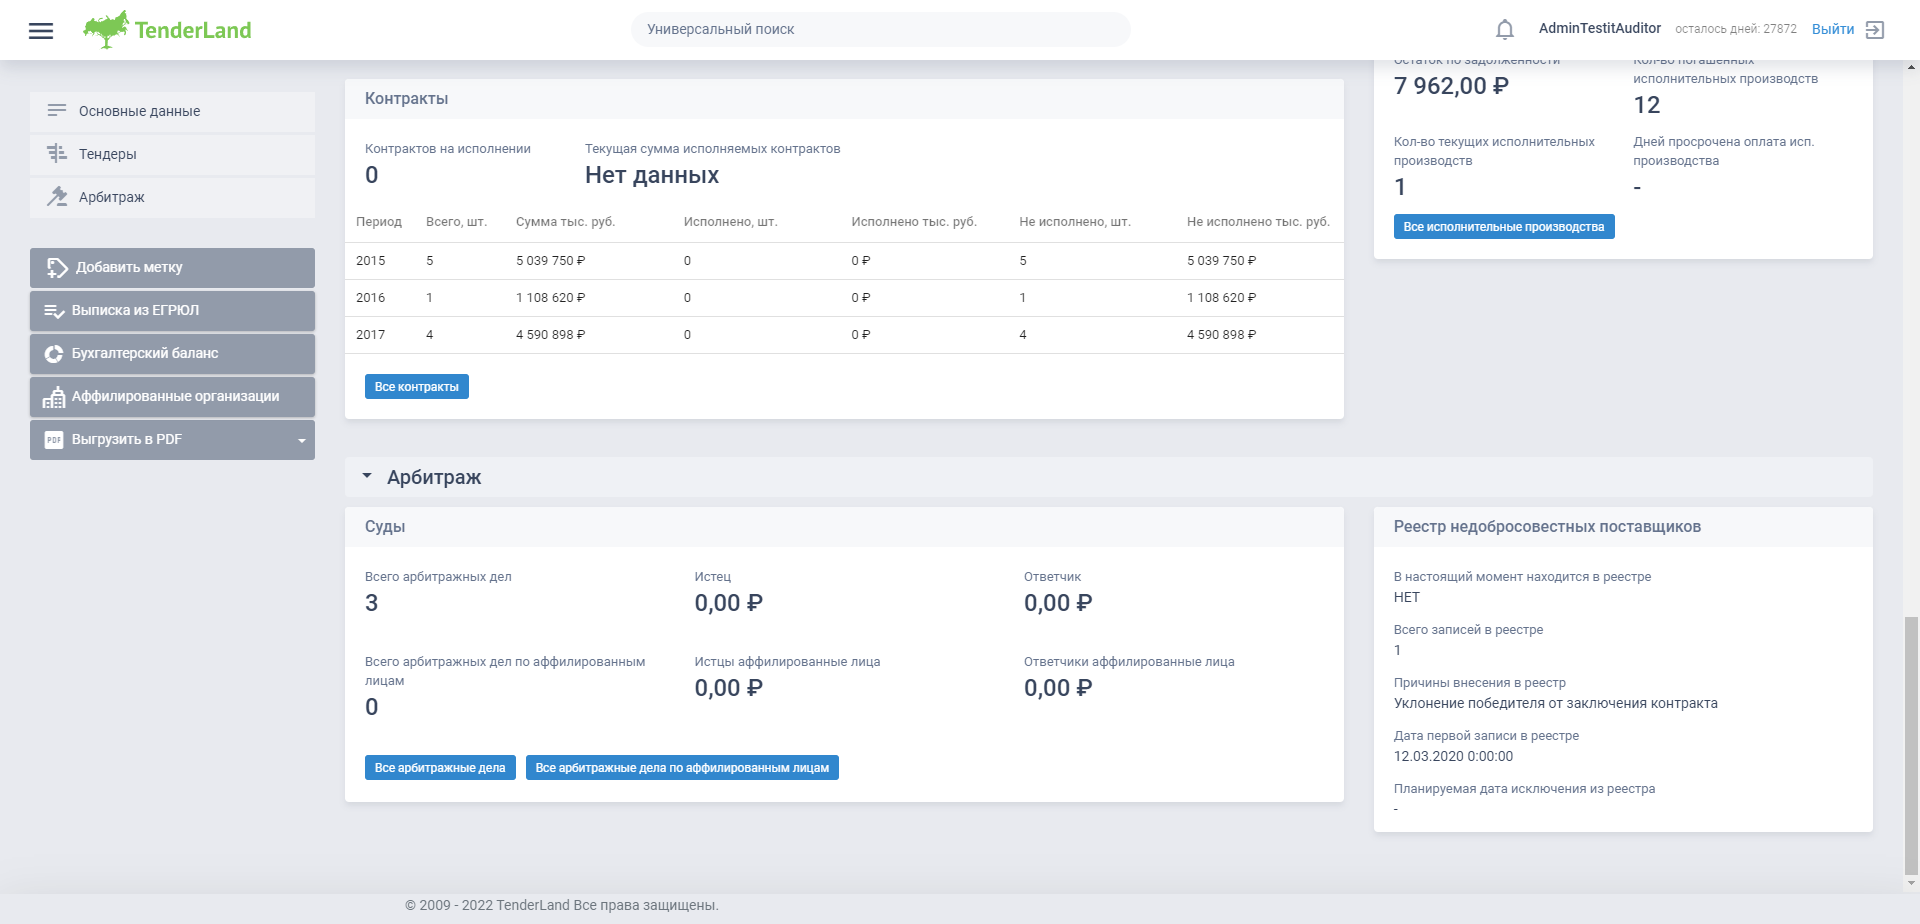 TenderLand
Универсальный поиск
AdminTestitAuditor
осталось дней: 27872
Выйти
Основные данные
Тендеры
Арбитраж
Добавить метку
Выписка из ЕГРЮЛ
Бухгалтерский баланс
Аффилированные организации
PDF Выгрузить в PDF
Контракты
Контрактов на исполнении
0
Текущая сумма исполняемых контрактов
Нет данных
Период Всего, шт. Сумма тыс. руб. Исполнено, шт. Исполнено тыс. руб. Не исполнено, шт. Не исполнено тыс. руб.
2015 5 5 039 750 ₽ 0 0 ₽ 5 5 039 750 ₽
2016 1 1 108 620 ₽ 0 0 ₽ 1 1 108 620 ₽
2017 4 4 590 898 ₽ 0 0 ₽ 4 4 590 898 ₽
Все контракты
Остаток по задолженности
7 962,00 ₽
Кол-во погашенных
исполнительных производств
12
Кол-во текущих исполнительных
производств
1
Дней просрочена оплата исп.
производства
-
Все исполнительные производства
Арбитраж
Суды
Всего арбитражных дел
3
Истец
0,00 ₽
Ответчик
0,00 ₽
Всего арбитражных дел по аффилированным
лицам
0
Истцы аффилированные лица
0,00 ₽
Ответчики аффилированные лица
0,00 ₽
Все арбитражные дела
Все арбитражные дела по аффилированным лицам
Реестр недобросовестных поставщиков
В настоящий момент находится в реестре
НЕТ
Всего записей в реестре
1
Причины внесения в реестр
Уклонение победителя от заключения контракта
Дата первой записи в реестре
12.03.2020 0:00:00
Планируемая дата исключения из реестра
-
© 2009 - 2022 TenderLand Все права защищены.